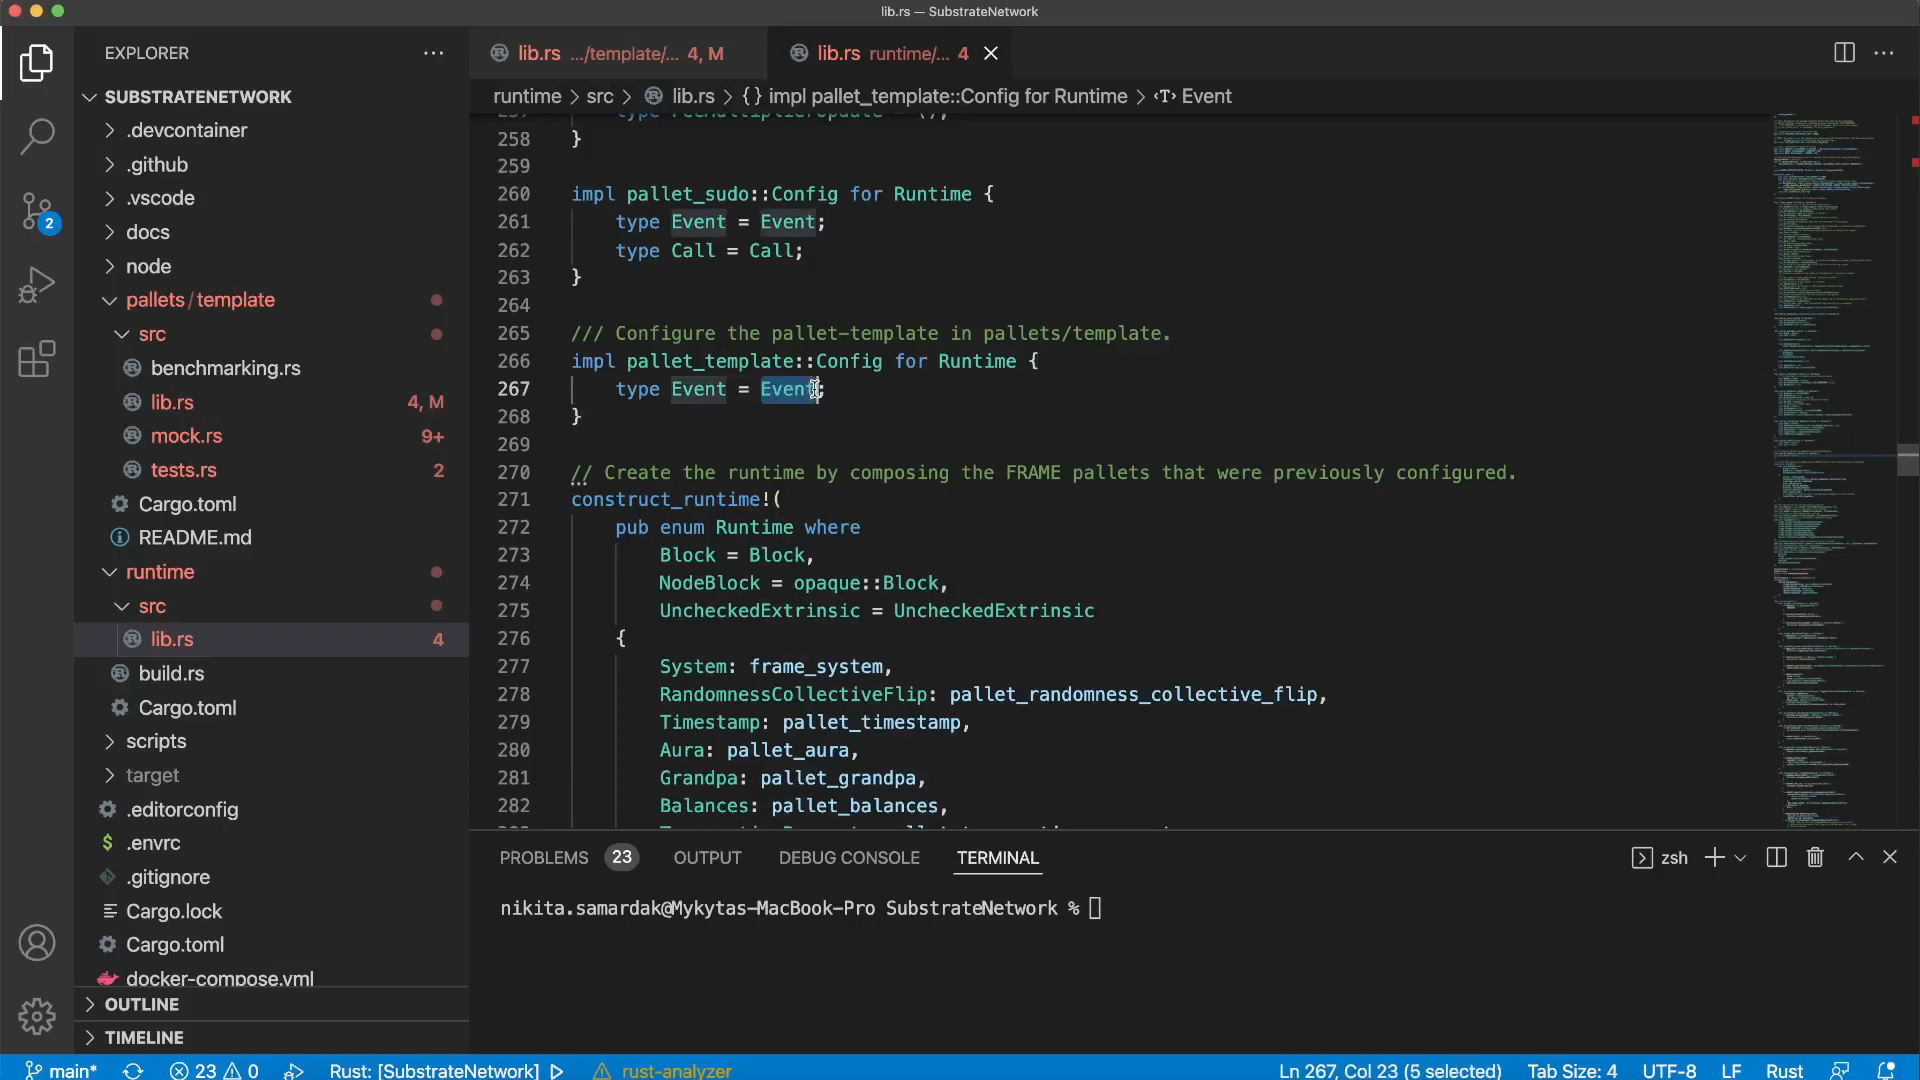 lib.rs — SubstrateNetwork
EXPLORER
lib.rs .../template/... 4, M
lib.rs runtime/... 4
SUBSTRATENETWORK
runtime > src > lib.rs > {} impl pallet_template::Config for Runtime > Event
.devcontainer
.github
.vscode
docs
node
pallets/template
src
benchmarking.rs
lib.rs 4, M
mock.rs 9+
tests.rs 2
Cargo.toml
README.md
runtime
src
lib.rs 4
build.rs
Cargo.toml
scripts
target
.editorconfig
.envrc
.gitignore
Cargo.lock
Cargo.toml
docker-compose.yml
OUTLINE
TIMELINE
2
258 }
259
260 impl pallet_sudo::Config for Runtime {
261 type Event = Event;
262 type Call = Call;
263 }
264
265 /// Configure the pallet-template in pallets/template.
266 impl pallet_template::Config for Runtime {
267 type Event = Event;
268 }
269
270 // Create the runtime by composing the FRAME pallets that were previously configured.
271 construct_runtime!(
272 pub enum Runtime where
273 Block = Block,
274 NodeBlock = opaque::Block,
275 UncheckedExtrinsic = UncheckedExtrinsic
276 {
277 System: frame_system,
278 RandomnessCollectiveFlip: pallet_randomness_collective_flip,
279 Timestamp: pallet_timestamp,
280 Aura: pallet_aura,
281 Grandpa: pallet_grandpa,
282 Balances: pallet_balances,
PROBLEMS 23 OUTPUT DEBUG CONSOLE TERMINAL
zsh
nikita.samardak@Mykytas-MacBook-Pro SubstrateNetwork %
main* 23 0 Rust: [SubstrateNetwork] rust-analyzer
Ln 267, Col 23 (5 selected) Tab Size: 4 UTF-8 LF Rust